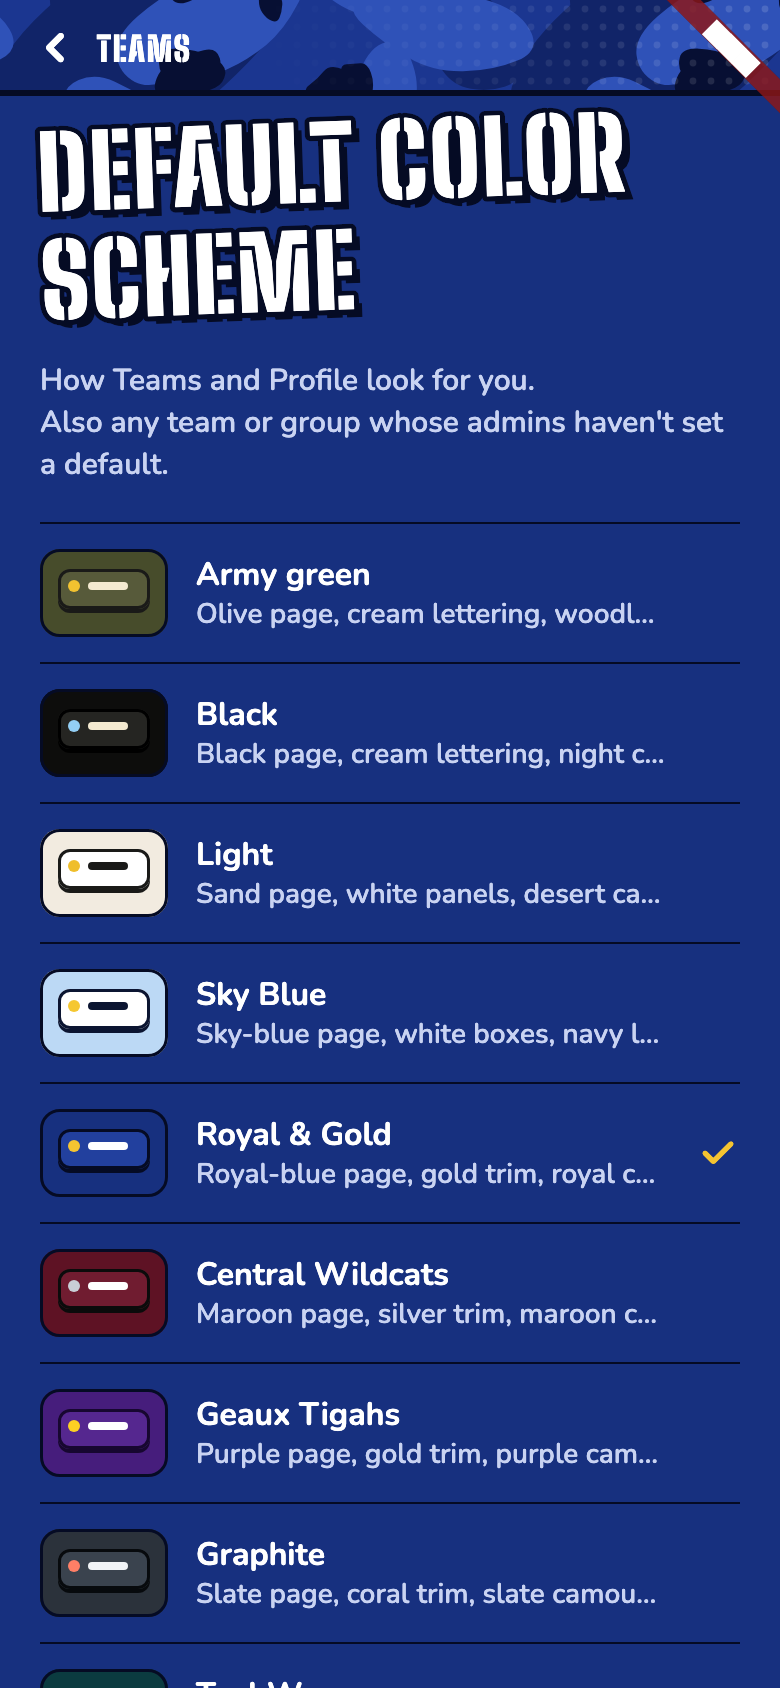 TEAMS
DEFAULT COLOR
SCHEME
How Teams and Profile look for you.
Also any team or group whose admins haven't set
a default.
Army green
Olive page, cream lettering, woodl...
Black
Black page, cream lettering, night c...
Light
Sand page, white panels, desert ca...
Sky Blue
Sky-blue page, white boxes, navy l...
Royal & Gold
Royal-blue page, gold trim, royal c...
Central Wildcats
Maroon page, silver trim, maroon c...
Geaux Tigahs
Purple page, gold trim, purple cam...
Graphite
Slate page, coral trim, slate camou...